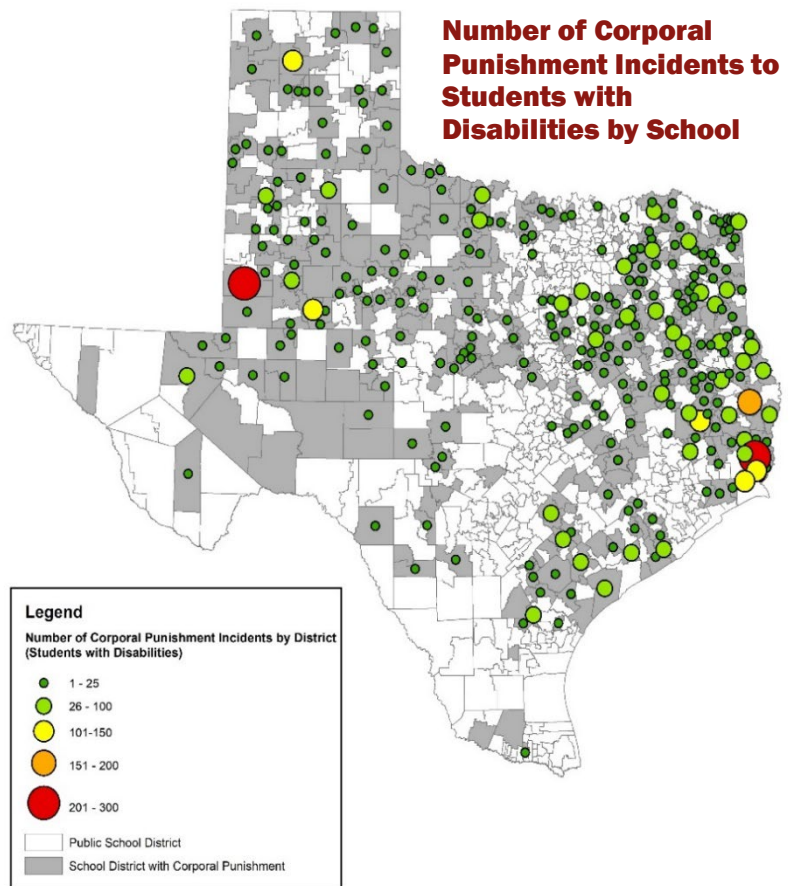 Number of Corporal
Punishment Incidents to
Students with
Disabilities by School
Legend
Number of Corporal Punishment Incidents by District
(Students with Disabilities)
1 - 25
26 - 100
101-150
151 - 200
201 - 300
Public School District
School District with Corporal Punishment